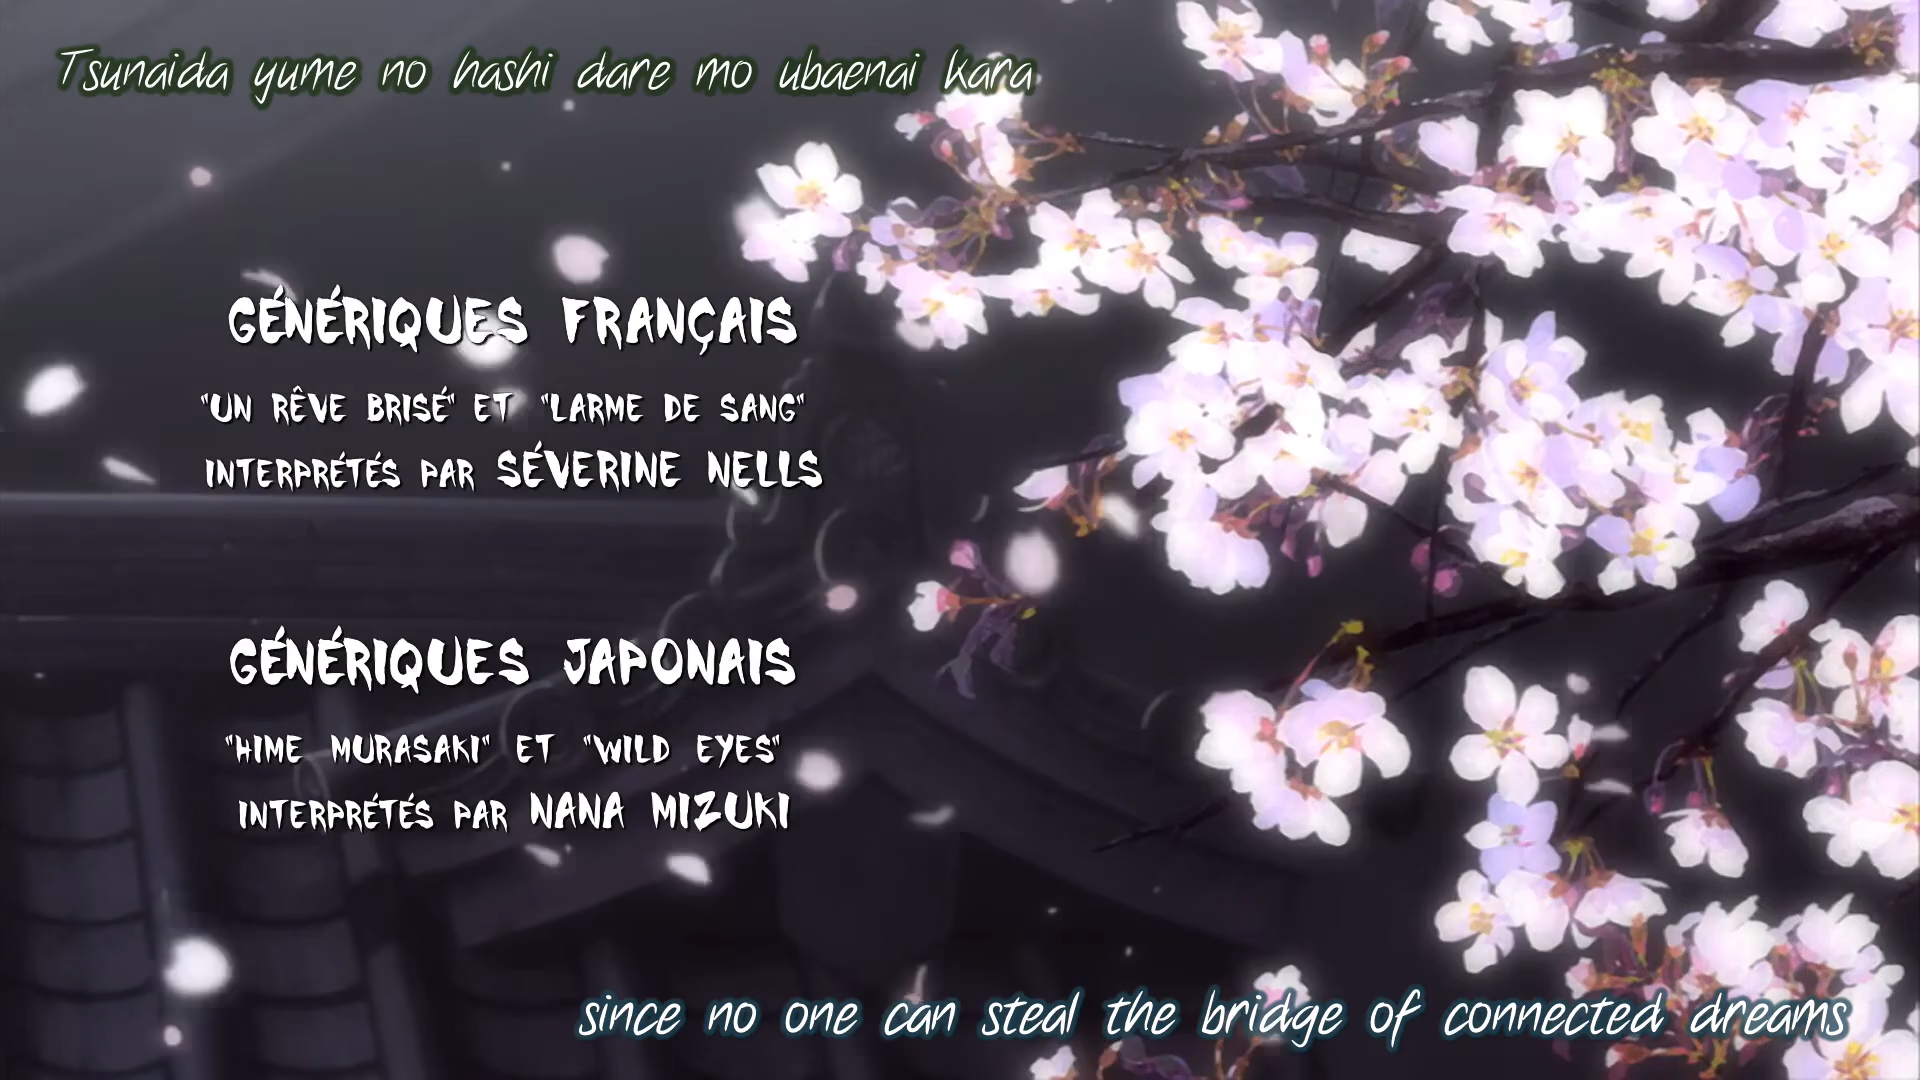 Tsunaida yume no hashi dare mo ubaenai kara
GÉNÉRIQUES FRANÇAIS
"UN RÊVE BRISÉ" ET "LARME DE SANG"
INTERPRÉTÉS PAR SÉVERINE NELLS
GÉNÉRIQUES JAPONAIS
"HIME MURASAKI" ET "WILD EYES"
INTERPRÉTÉS PAR NANA MIZUKI
since no one can steal the bridge of connected dreams